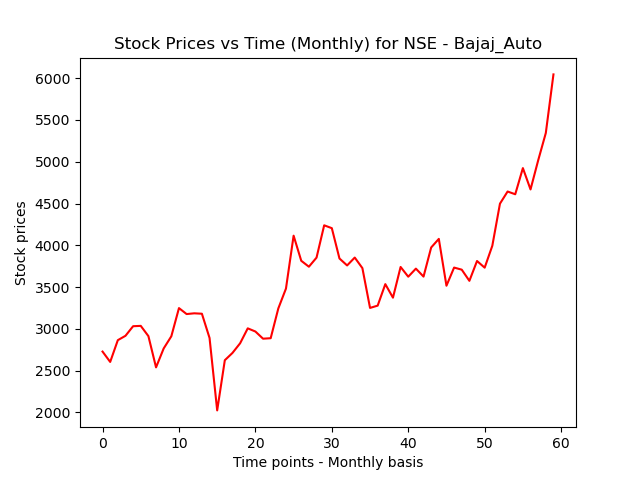 Stock Prices vs Time (Monthly) for NSE - Bajaj_Auto
6000
5500
5000
4500
4000
3500
3000
2500
2000
Stock prices
0 10 20 30 40 50 60
Time points - Monthly basis